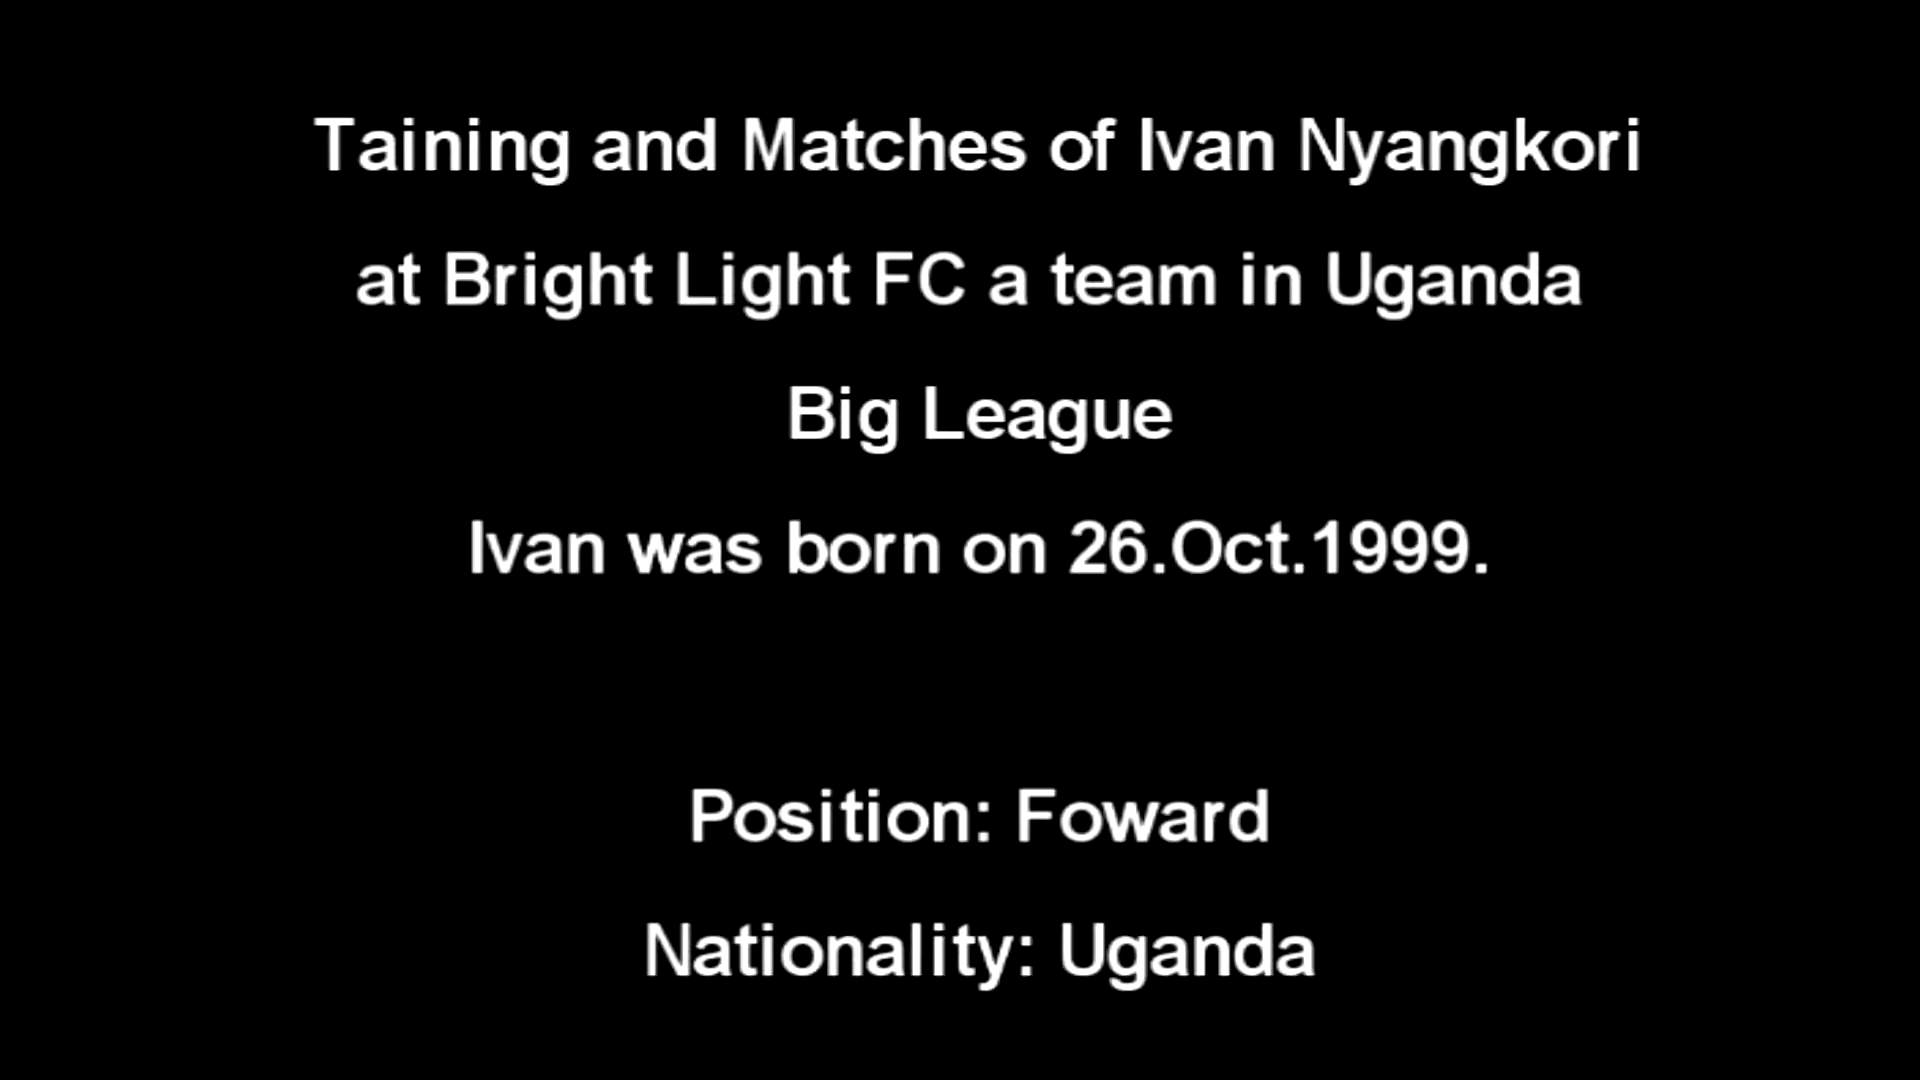 Taining and Matches of Ivan Nyangkori
at Bright Light FC a team in Uganda
Big League
Ivan was born on 26.Oct.1999.
Position: Foward
Nationality: Uganda